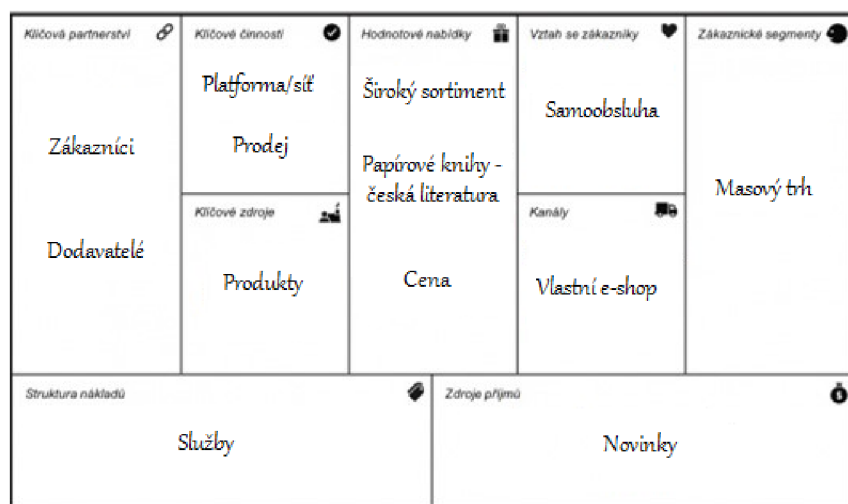 Klíčová partnerství
Zákazníci
Dodavatelé
Klíčové činnosti
Platforma/síť
Prodej
Klíčové zdroje
Produkty
Hodnotové nabídky
Široký sortiment
Papírové knihy -
česká literatura
Cena
Vztah se zákazníky
Samoobsluha
Kanály
Vlastní e-shop
Zákaznické segmenty
Masový trh
Struktura nákladů
Služby
Zdroje příjmů
Novinky